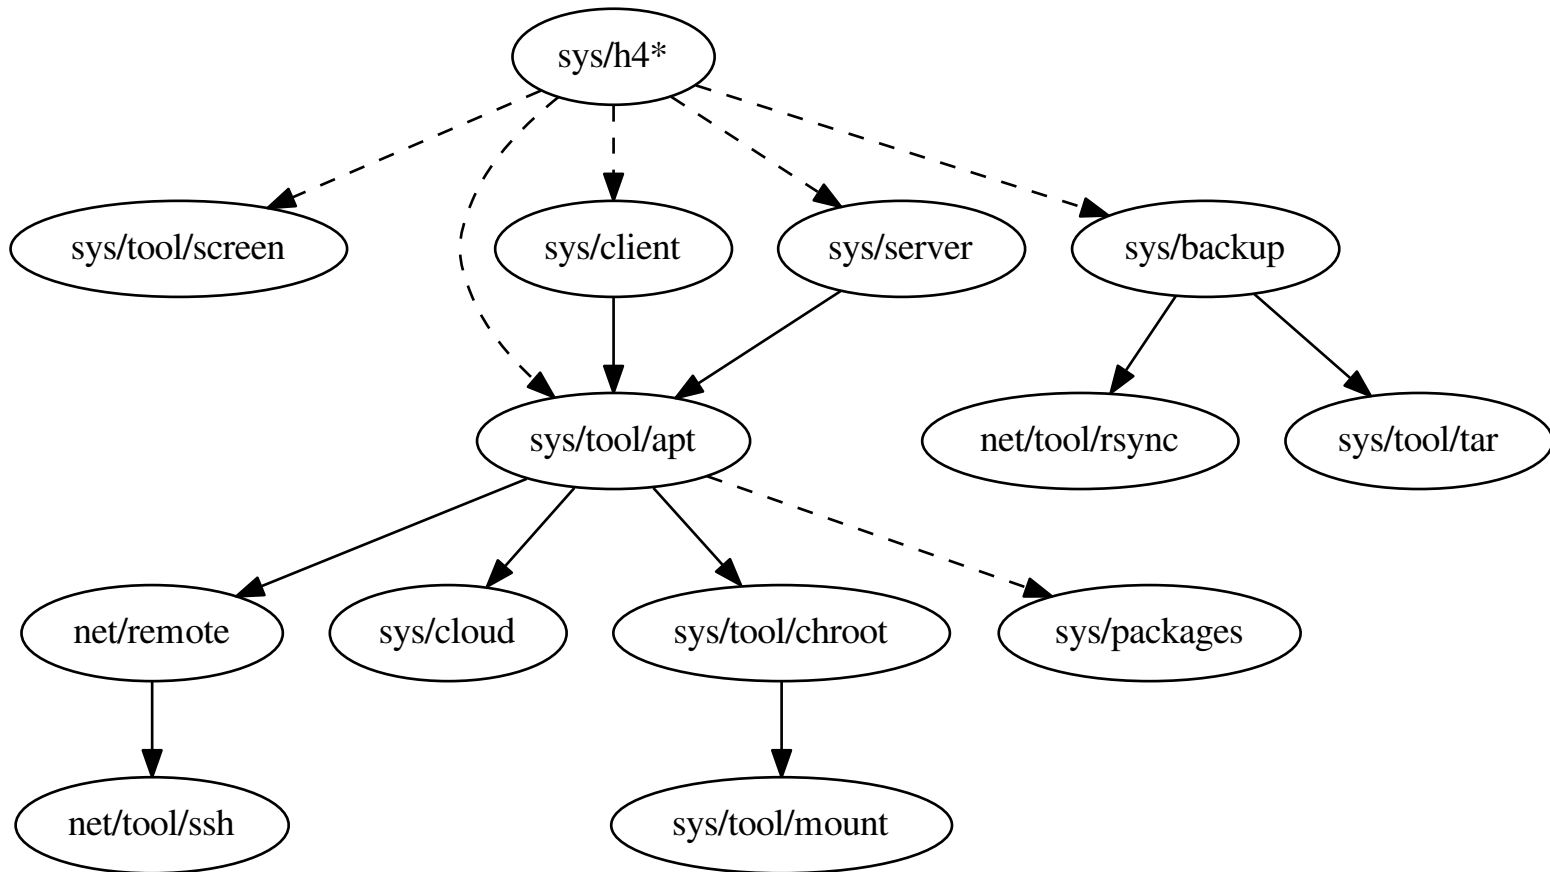 sys/h4*
sys/tool/screen
sys/client
sys/server
sys/backup
sys/tool/apt
net/tool/rsync
sys/tool/tar
net/remote
sys/cloud
sys/tool/chroot
sys/packages
net/tool/ssh
sys/tool/mount